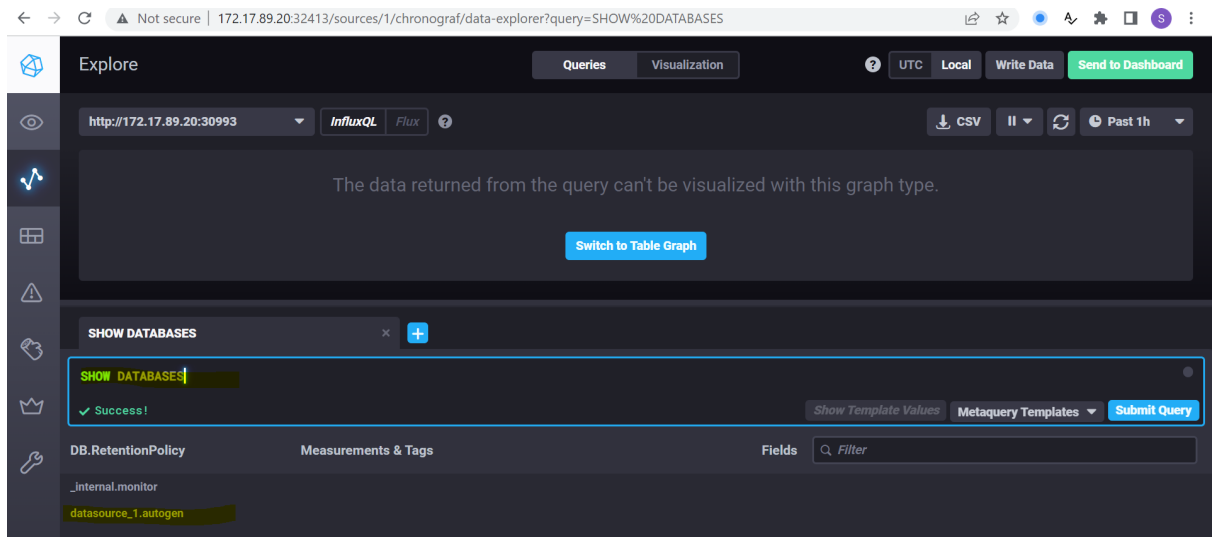 Not secure | 172.17.89.20:32413/sources/1/chronograf/data-explorer?query=SHOW%20DATABASES
S
Explore
Queries Visualization
? UTC Local Write Data Send to Dashboard
http://172.17.89.20:30993 InfluxQL Flux ?
CSV Past 1h
The data returned from the query can't be visualized with this graph type.
Switch to Table Graph
SHOW DATABASES × +
SHOW DATABASES
Success!
Show Template Values Metaquery Templates Submit Query
DB.RetentionPolicy Measurements & Tags Fields Filter
_internal.monitor
datasource_1.autogen